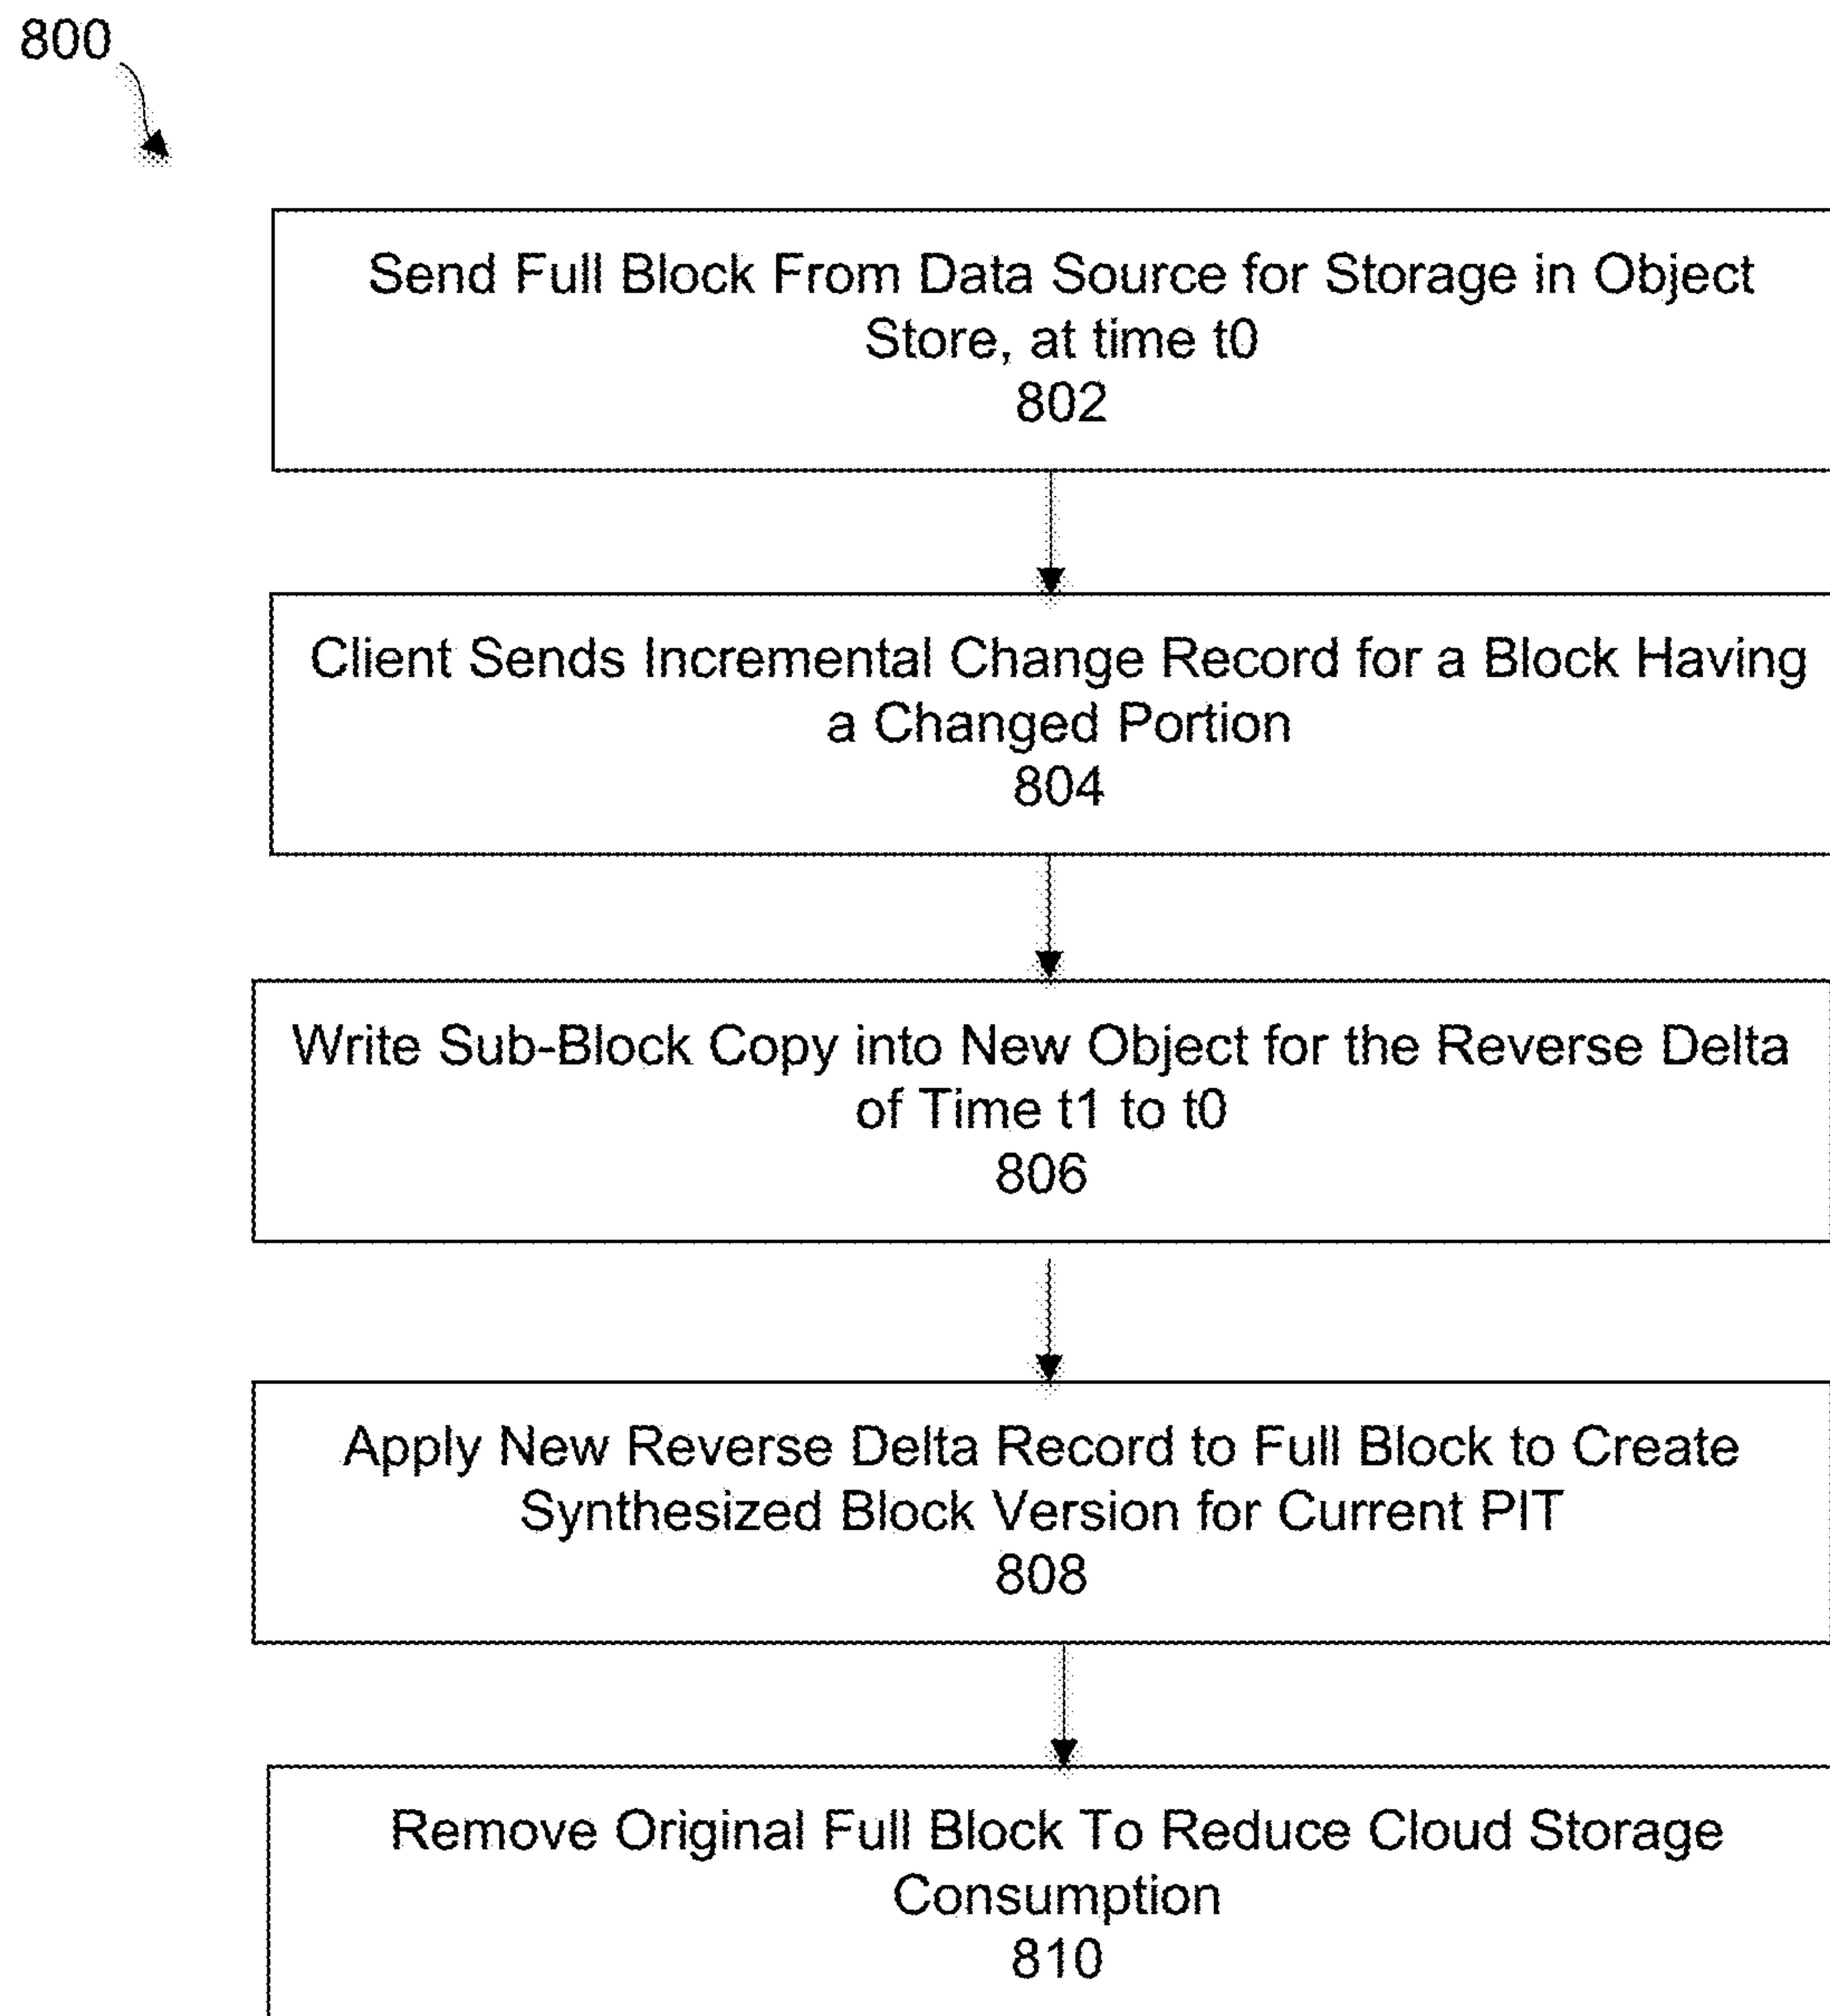 800
Send Full Block From Data Source for Storage in Object
Store, at time t0
802
Client Sends Incremental Change Record for a Block Having
a Changed Portion
804
Write Sub-Block Copy into New Object for the Reverse Delta
of Time t1 to t0
806
Apply New Reverse Delta Record to Full Block to Create
Synthesized Block Version for Current PIT
808
Remove Original Full Block To Reduce Cloud Storage
Consumption
810